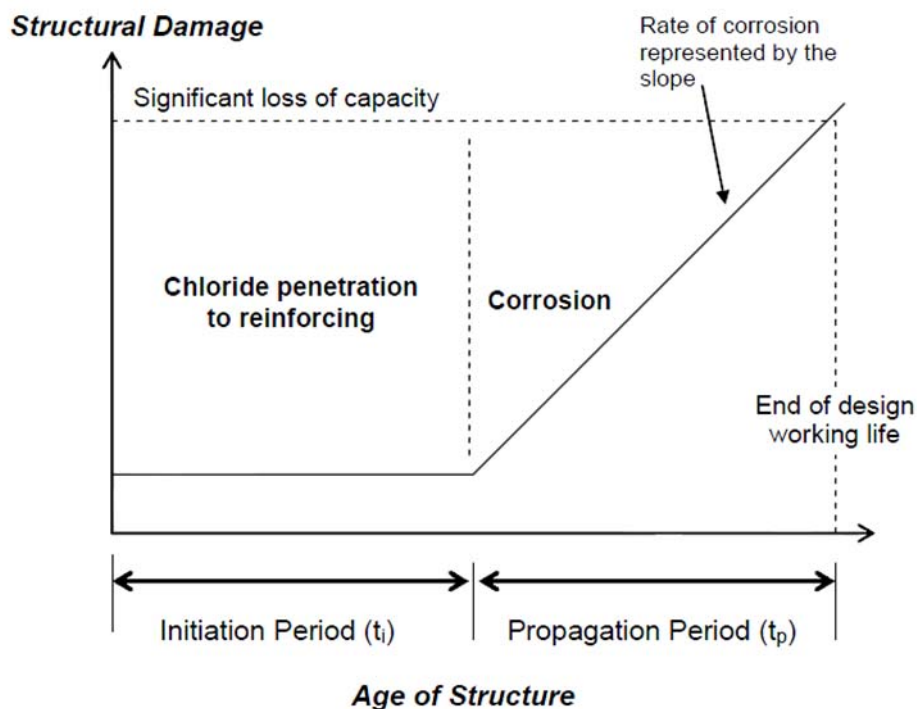 Structural Damage
Rate of corrosion
represented by the
slope
Significant loss of capacity
Chloride penetration
to reinforcing
Corrosion
End of design
working life
Initiation Period (ti)
Propagation Period (tp)
Age of Structure